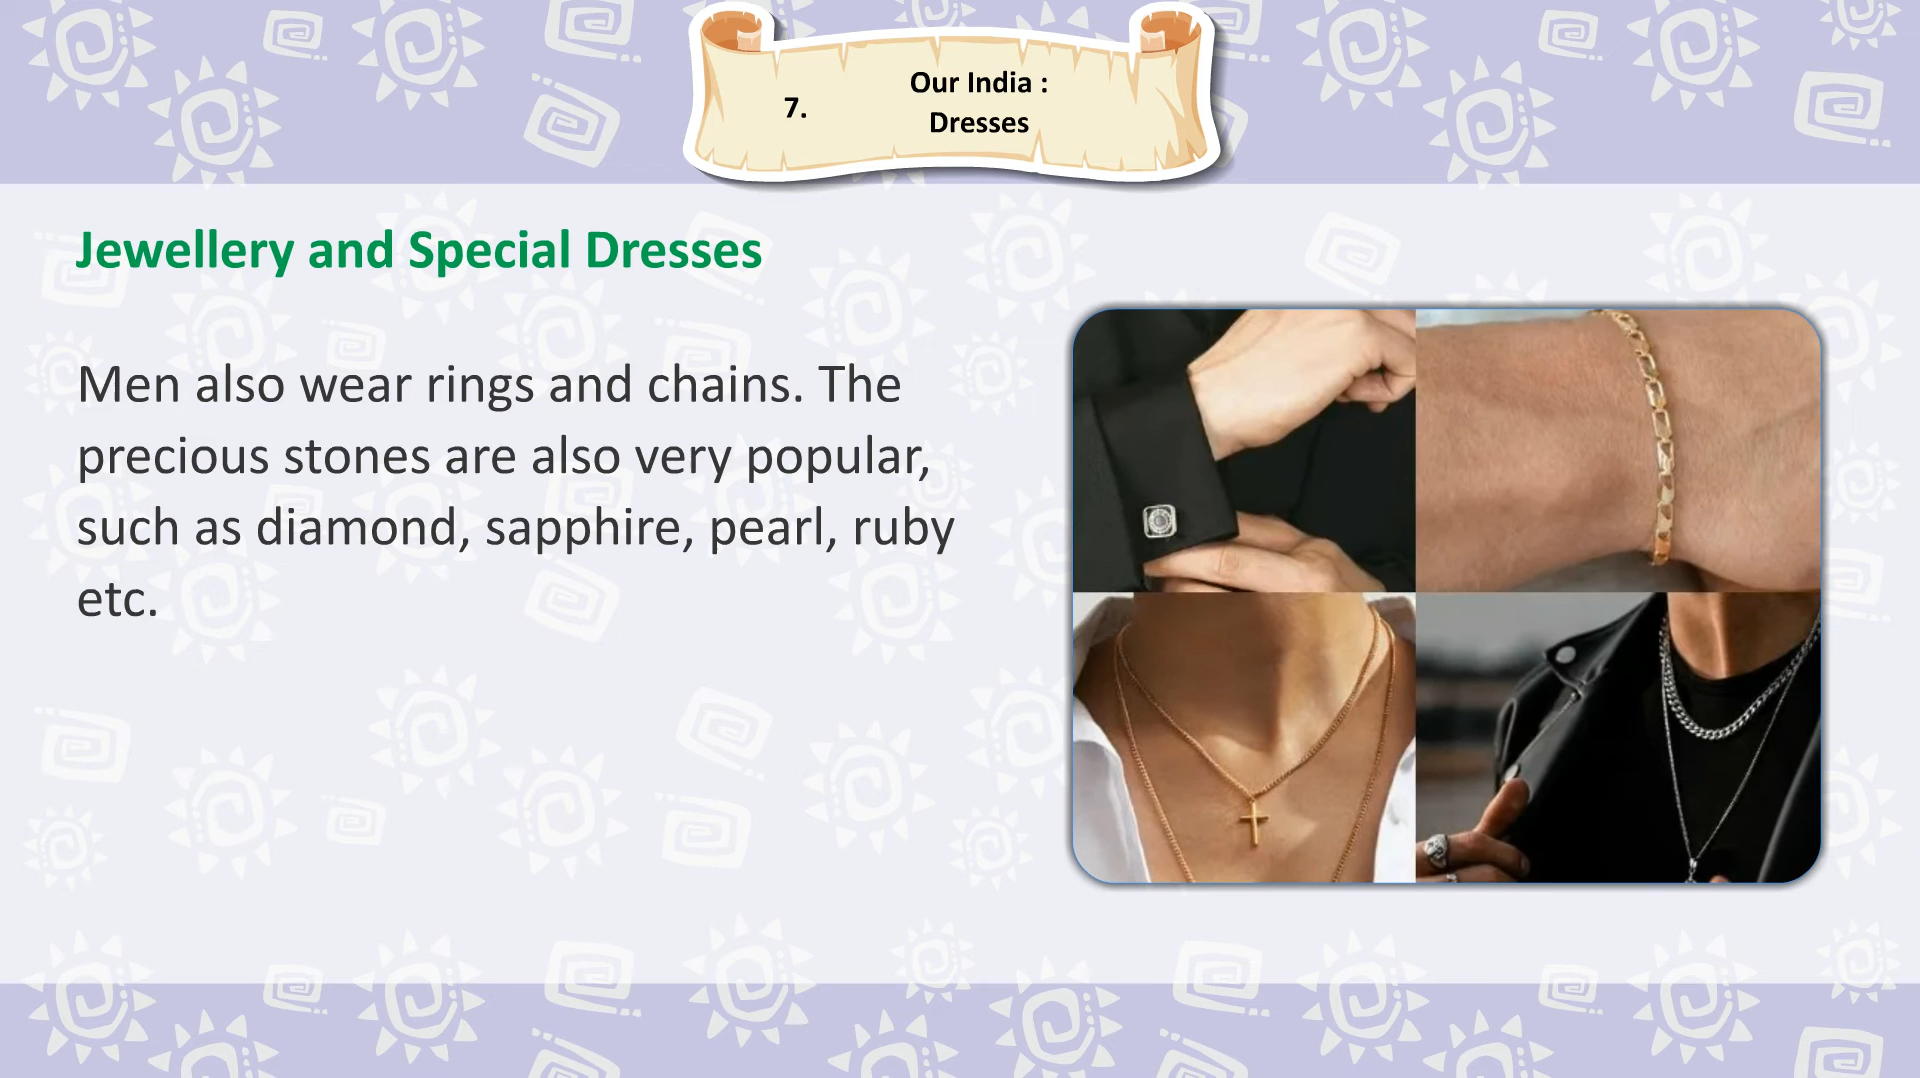 7.
Our India :
Dresses
Jewellery and Special Dresses
Men also wear rings and chains. The
precious stones are also very popular,
such as diamond, sapphire, pearl, ruby
etc.